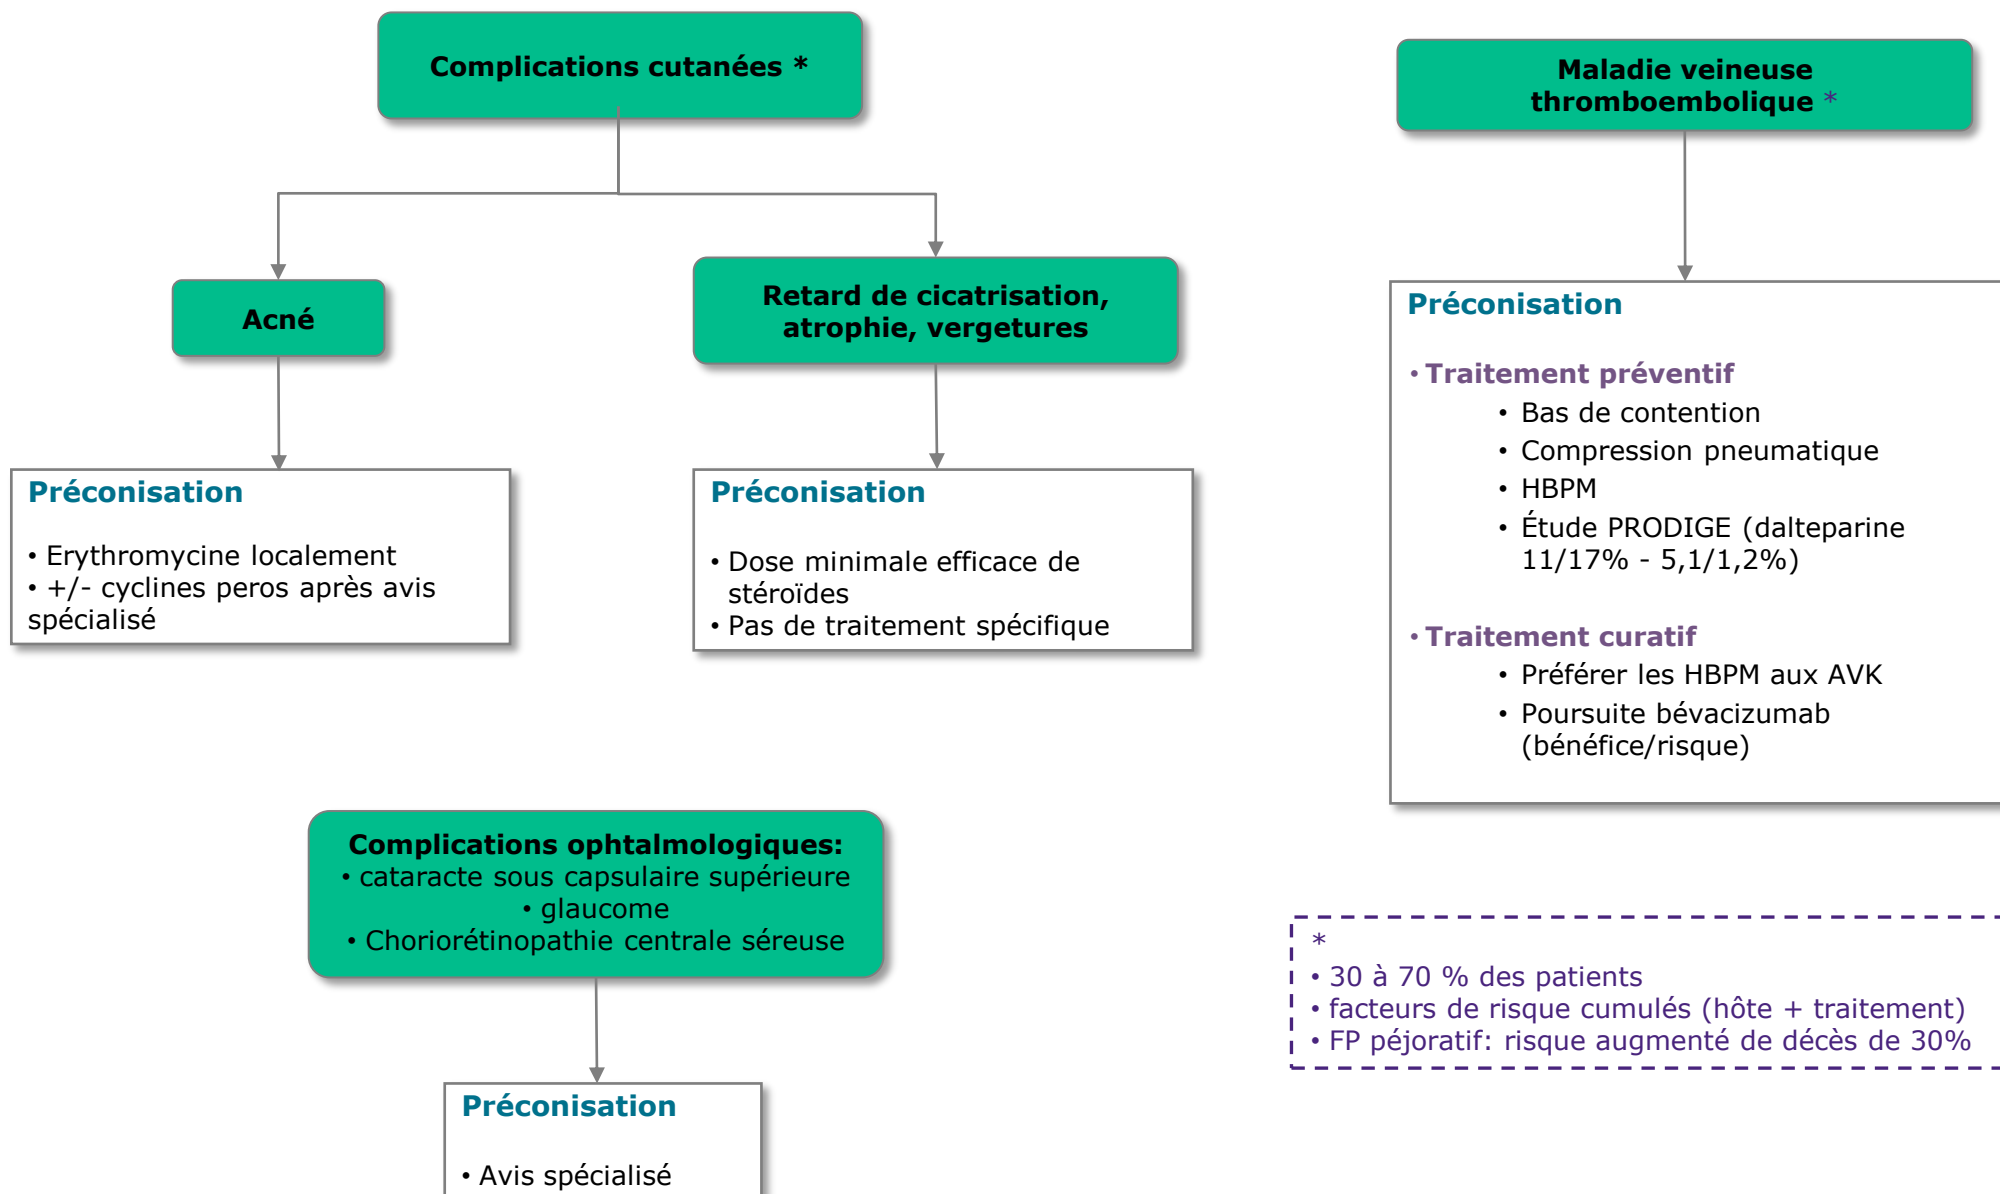 Complications cutanées *
Acné
Préconisation
• Erythromycine localement
• +/- cyclines peros après avis
spécialisé
Retard de cicatrisation,
atrophie, vergetures
Préconisation
• Dose minimale efficace de
stéroïdes
• Pas de traitement spécifique
Complications ophtalmologiques:
• cataracte sous capsulaire supérieure
• glaucome
• Choriorétinopathie centrale séreuse
Préconisation
• Avis spécialisé
Maladie veineuse
thromboembolique *
Préconisation
• Traitement préventif
• Bas de contention
• Compression pneumatique
• HBPM
• Étude PRODIGE (dalteparine
11/17% - 5,1/1,2%)
• Traitement curatif
• Préférer les HBPM aux AVK
• Poursuite bévacizumab
(bénéfice/risque)
*
• 30 à 70 % des patients
• facteurs de risque cumulés (hôte + traitement)
• FP péjoratif: risque augmenté de décès de 30%